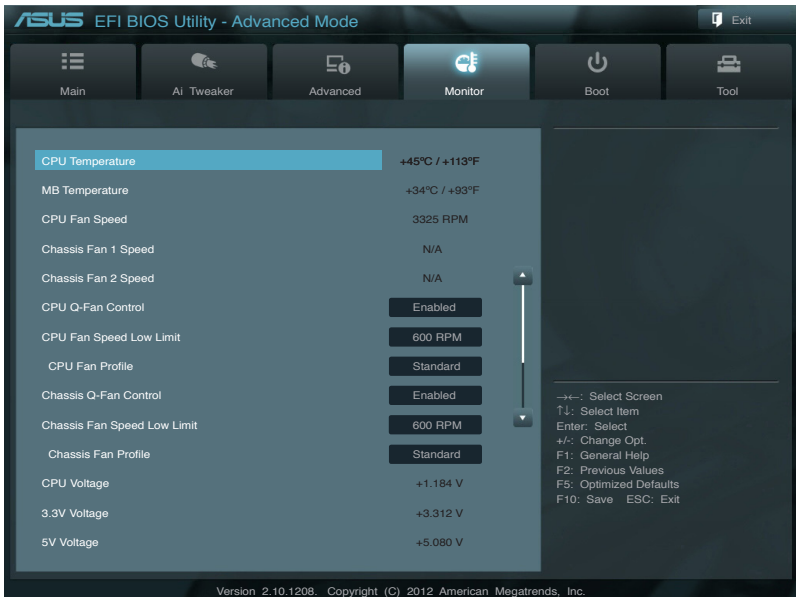 ASUS EFI BIOS Utility - Advanced Mode Exit
Main Ai Tweaker Advanced Monitor Boot Tool
CPU Temperature +45ºC / +113ºF
MB Temperature +34ºC / +93ºF
CPU Fan Speed 3325 RPM
Chassis Fan 1 Speed N/A
Chassis Fan 2 Speed N/A
CPU Q-Fan Control Enabled
CPU Fan Speed Low Limit 600 RPM
CPU Fan Profile Standard
Chassis Q-Fan Control Enabled
Chassis Fan Speed Low Limit 600 RPM
Chassis Fan Profile Standard
CPU Voltage +1.184 V
3.3V Voltage +3.312 V
5V Voltage +5.080 V
→←: Select Screen
↑↓: Select Item
Enter: Select
+/-: Change Opt.
F1: General Help
F2: Previous Values
F5: Optimized Defaults
F10: Save ESC: Exit
Version 2.10.1208. Copyright (C) 2012 American Megatrends, Inc.